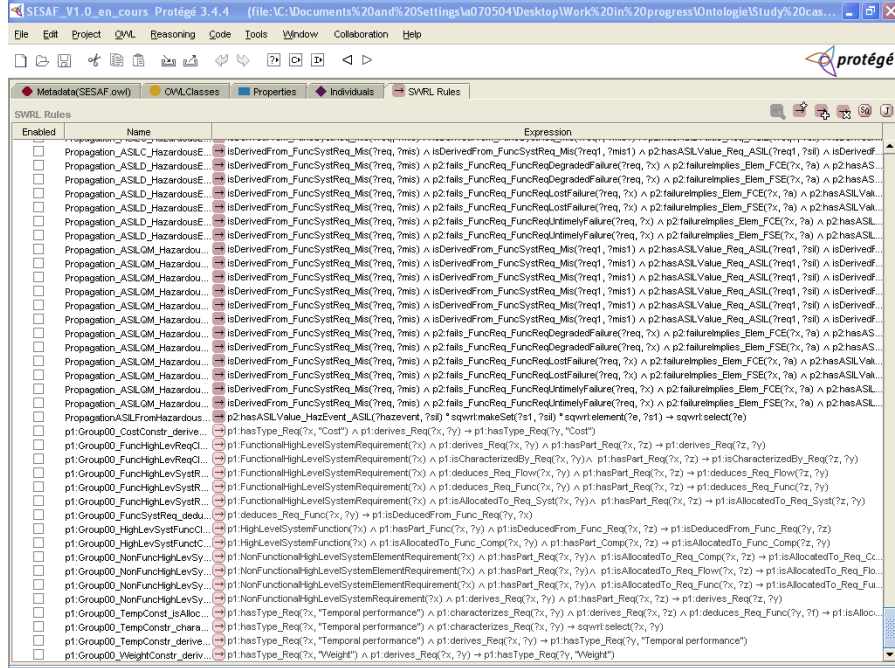 SESAF_V1.0_en_cours Protégé 3.4.4 (file:\C:\Documents%20and%20Settings\a070504\Desktop\Work%20in%20progress\Ontologie\Study%20cas...
File Edit Project OWL Reasoning Code Tools Window Collaboration Help
protégé
Metadata(SESAF.owl) OWLClasses Properties Individuals SWRL Rules
SWRL Rules
Enabled Name Expression
Propagation_ASILC_HazardousE... isDerivedFrom_FuncSystReq_Mis(?req, ?mis) ∧ isDerivedFrom_FuncSystReq_Mis(?req1, ?mis1) ∧ p2:hasASILValue_Req_ASIL(?req1, ?sil) ∧ isDerivedF...
Propagation_ASILD_HazardousE... isDerivedFrom_FuncSystReq_Mis(?req, ?mis) ∧ p2:fails_FuncReq_FuncReqDegradedFailure(?req, ?x) ∧ p2:failureImplies_Elem_FCE(?x, ?a) ∧ p2:hasAS...
Propagation_ASILD_HazardousE... isDerivedFrom_FuncSystReq_Mis(?req, ?mis) ∧ p2:fails_FuncReq_FuncReqDegradedFailure(?req, ?x) ∧ p2:failureImplies_Elem_FSE(?x, ?a) ∧ p2:hasAS...
Propagation_ASILD_HazardousE... isDerivedFrom_FuncSystReq_Mis(?req, ?mis) ∧ p2:fails_FuncReq_FuncReqLostFailure(?req, ?x) ∧ p2:failureImplies_Elem_FCE(?x, ?a) ∧ p2:hasASILVal...
Propagation_ASILD_HazardousE... isDerivedFrom_FuncSystReq_Mis(?req, ?mis) ∧ p2:fails_FuncReq_FuncReqLostFailure(?req, ?x) ∧ p2:failureImplies_Elem_FSE(?x, ?a) ∧ p2:hasASILVal...
Propagation_ASILD_HazardousE... isDerivedFrom_FuncSystReq_Mis(?req, ?mis) ∧ p2:fails_FuncReq_FuncReqUntimelyFailure(?req, ?x) ∧ p2:failureImplies_Elem_FCE(?x, ?a) ∧ p2:hasASIL...
Propagation_ASILD_HazardousE... isDerivedFrom_FuncSystReq_Mis(?req, ?mis) ∧ p2:fails_FuncReq_FuncReqUntimelyFailure(?req, ?x) ∧ p2:failureImplies_Elem_FSE(?x, ?a) ∧ p2:hasASIL...
Propagation_ASILQM_Hazardou... isDerivedFrom_FuncSystReq_Mis(?req, ?mis) ∧ isDerivedFrom_FuncSystReq_Mis(?req1, ?mis1) ∧ p2:hasASILValue_Req_ASIL(?req1, ?sil) ∧ isDerivedF...
Propagation_ASILQM_Hazardou... isDerivedFrom_FuncSystReq_Mis(?req, ?mis) ∧ isDerivedFrom_FuncSystReq_Mis(?req1, ?mis1) ∧ p2:hasASILValue_Req_ASIL(?req1, ?sil) ∧ isDerivedF...
Propagation_ASILQM_Hazardou... isDerivedFrom_FuncSystReq_Mis(?req, ?mis) ∧ isDerivedFrom_FuncSystReq_Mis(?req1, ?mis1) ∧ p2:hasASILValue_Req_ASIL(?req1, ?sil) ∧ isDerivedF...
Propagation_ASILQM_Hazardou... isDerivedFrom_FuncSystReq_Mis(?req, ?mis) ∧ isDerivedFrom_FuncSystReq_Mis(?req1, ?mis1) ∧ p2:hasASILValue_Req_ASIL(?req1, ?sil) ∧ isDerivedF...
Propagation_ASILQM_Hazardou... isDerivedFrom_FuncSystReq_Mis(?req, ?mis) ∧ isDerivedFrom_FuncSystReq_Mis(?req1, ?mis1) ∧ p2:hasASILValue_Req_ASIL(?req1, ?sil) ∧ isDerivedF...
Propagation_ASILQM_Hazardou... isDerivedFrom_FuncSystReq_Mis(?req, ?mis) ∧ p2:fails_FuncReq_FuncReqDegradedFailure(?req, ?x) ∧ p2:failureImplies_Elem_FCE(?x, ?a) ∧ p2:hasAS...
Propagation_ASILQM_Hazardou... isDerivedFrom_FuncSystReq_Mis(?req, ?mis) ∧ p2:fails_FuncReq_FuncReqDegradedFailure(?req, ?x) ∧ p2:failureImplies_Elem_FSE(?x, ?a) ∧ p2:hasAS...
Propagation_ASILQM_Hazardou... isDerivedFrom_FuncSystReq_Mis(?req, ?mis) ∧ p2:fails_FuncReq_FuncReqLostFailure(?req, ?x) ∧ p2:failureImplies_Elem_FCE(?x, ?a) ∧ p2:hasASILVal...
Propagation_ASILQM_Hazardou... isDerivedFrom_FuncSystReq_Mis(?req, ?mis) ∧ p2:fails_FuncReq_FuncReqLostFailure(?req, ?x) ∧ p2:failureImplies_Elem_FSE(?x, ?a) ∧ p2:hasASILVal...
Propagation_ASILQM_Hazardou... isDerivedFrom_FuncSystReq_Mis(?req, ?mis) ∧ p2:fails_FuncReq_FuncReqUntimelyFailure(?req, ?x) ∧ p2:failureImplies_Elem_FCE(?x, ?a) ∧ p2:hasASIL...
Propagation_ASILQM_Hazardou... isDerivedFrom_FuncSystReq_Mis(?req, ?mis) ∧ p2:fails_FuncReq_FuncReqUntimelyFailure(?req, ?x) ∧ p2:failureImplies_Elem_FSE(?x, ?a) ∧ p2:hasASIL...
PropagationASILFromHazardous... p2:hasASILValue_HazEvent_ASIL(?hazevent, ?sil) ° sqwrl:makeSet(?s1, ?sil) ° sqwrl:element(?e, ?s1) → sqwrl:select(?e)
p1:Group00_CostConstr_derive... p1:hasType_Req(?x, "Cost") ∧ p1:derives_Req(?x, ?y) → p1:hasType_Req(?y, "Cost")
p1:Group00_FuncHighLevReqCl... p1:FunctionalHighLevelSystemRequirement(?x) ∧ p1:derives_Req(?x, ?y) ∧ p1:hasPart_Req(?x, ?z) → p1:derives_Req(?z, ?y)
p1:Group00_FuncHighLevReqCl... p1:FunctionalHighLevelSystemRequirement(?x) ∧ p1:isCharacterizedBy_Req(?x, ?y) ∧ p1:hasPart_Req(?x, ?z) → p1:isCharacterizedBy_Req(?z, ?y)
p1:Group00_FuncHighLevSystR... p1:FunctionalHighLevelSystemRequirement(?x) ∧ p1:deduces_Req_Flow(?x, ?y) ∧ p1:hasPart_Req(?x, ?z) → p1:deduces_Req_Flow(?z, ?y)
p1:Group00_FuncHighLevSystR... p1:FunctionalHighLevelSystemRequirement(?x) ∧ p1:deduces_Req_Func(?x, ?y) ∧ p1:hasPart_Req(?x, ?z) → p1:deduces_Req_Func(?z, ?y)
p1:Group00_FuncHighLevSystR... p1:FunctionalHighLevelSystemRequirement(?x) ∧ p1:isAllocatedTo_Req_Syst(?x, ?y) ∧ p1:hasPart_Req(?x, ?z) → p1:isAllocatedTo_Req_Syst(?z, ?y)
p1:Group00_FuncSystReq_dedu... p1:deduces_Req_Func(?x, ?y) → p1:isDeducedFrom_Func_Req(?y, ?x)
p1:Group00_HighLevSystFuncCl... p1:HighLevelSystemFunction(?x) ∧ p1:hasPart_Func(?x, ?y) ∧ p1:isDeducedFrom_Func_Req(?x, ?z) → p1:isDeducedFrom_Func_Req(?y, ?z)
p1:Group00_HighLevSystFunctC... p1:HighLevelSystemFunction(?x) ∧ p1:isAllocatedTo_Func_Comp(?x, ?y) ∧ p1:hasPart_Comp(?x, ?z) → p1:isAllocatedTo_Func_Comp(?z, ?y)
p1:Group00_NonFuncHighLevSy... p1:NonFunctionalHighLevelSystemElementRequirement(?x) ∧ p1:hasPart_Req(?x, ?y) ∧ p1:isAllocatedTo_Req_Comp(?x, ?z) → p1:isAllocatedTo_Req_Co...
p1:Group00_NonFuncHighLevSy... p1:NonFunctionalHighLevelSystemElementRequirement(?x) ∧ p1:hasPart_Req(?x, ?y) ∧ p1:isAllocatedTo_Req_Flow(?x, ?z) → p1:isAllocatedTo_Req_Flo...
p1:Group00_NonFuncHighLevSy... p1:NonFunctionalHighLevelSystemElementRequirement(?x) ∧ p1:hasPart_Req(?x, ?y) ∧ p1:isAllocatedTo_Req_Func(?x, ?z) → p1:isAllocatedTo_Req_Fu...
p1:Group00_NonFuncHighLevSy... p1:NonFunctionalHighLevelSystemRequirement(?x) ∧ p1:derives_Req(?x, ?y) ∧ p1:hasPart_Req(?x, ?z) → p1:derives_Req(?z, ?y)
p1:Group00_TempConst_isAlloc... p1:hasType_Req(?x, "Temporal performance") ∧ p1:characterizes_Req(?x, ?y) ∧ p1:derives_Req(?x, ?z) ∧ p1:deduces_Req_Func(?y, ?f) → p1:isAlloc...
p1:Group00_TempConstr_chara... p1:hasType_Req(?x, "Temporal performance") ∧ p1:characterizes_Req(?x, ?y) → sqwrl:select(?x, ?y)
p1:Group00_TempConstr_derive... p1:hasType_Req(?x, "Temporal performance") ∧ p1:derives_Req(?x, ?y) → p1:hasType_Req(?y, "Temporal performance")
p1:Group00_WeightConstr_deriv... p1:hasType_Req(?x, "Weight") ∧ p1:derives_Req(?x, ?y) → p1:hasType_Req(?y, "Weight")